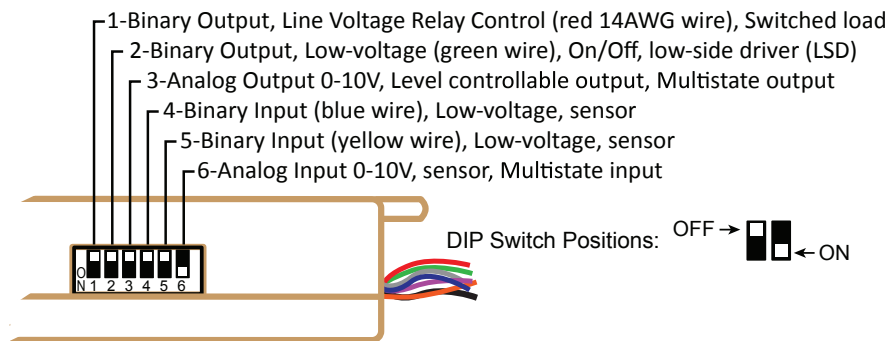 1-Binary Output, Line Voltage Relay Control (red 14AWG wire), Switched load
2-Binary Output, Low-voltage (green wire), On/Off, low-side driver (LSD)
3-Analog Output 0-10V, Level controllable output, Multistate output
4-Binary Input (blue wire), Low-voltage, sensor
5-Binary Input (yellow wire), Low-voltage, sensor
6-Analog Input 0-10V, sensor, Multistate input
DIP Switch Positions:
OFF→
←ON
ON
1 2 3 4 5 6